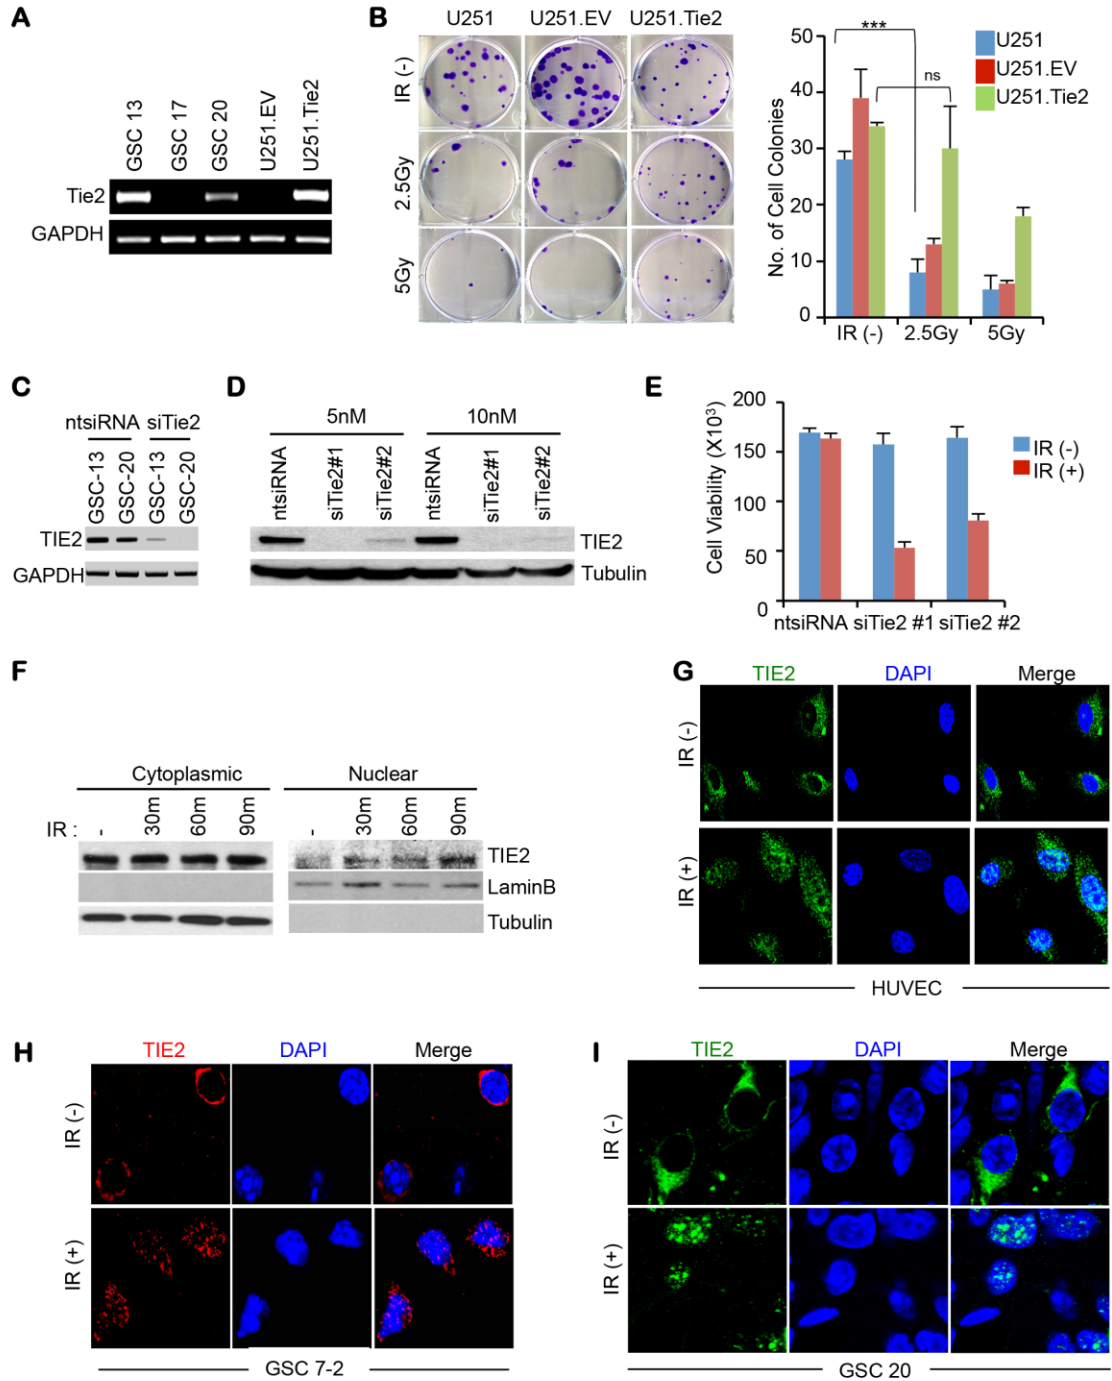 A
GSC 13
GSC 17
GSC 20
U251.EV
U251.Tie2
Tie2
GAPDH
B
U251 U251.EV U251.Tie2
IR (-)
2.5Gy
5Gy
No. of Cell Colonies
50
40
30
20
10
0
***
ns
U251
U251.EV
U251.Tie2
IR (-) 2.5Gy 5Gy
C
ntsiRNA siTie2
GSC-13
GSC-20
GSC-13
GSC-20
TIE2
GAPDH
D
5nM 10nM
ntsiRNA
siTie2#1
siTie2#2
ntsiRNA
siTie2#1
siTie2#2
TIE2
Tubulin
E
Cell Viability (X10³)
200
150
100
50
0
IR (-)
IR (+)
ntsiRNA siTie2 #1 siTie2 #2
F
Cytoplasmic Nuclear
IR : - 30m 60m 90m - 30m 60m 90m
TIE2
LaminB
Tubulin
G
TIE2 DAPI Merge
IR (-)
IR (+)
HUVEC
H
TIE2 DAPI Merge
IR (-)
IR (+)
GSC 7-2
I
TIE2 DAPI Merge
IR (-)
IR (+)
GSC 20